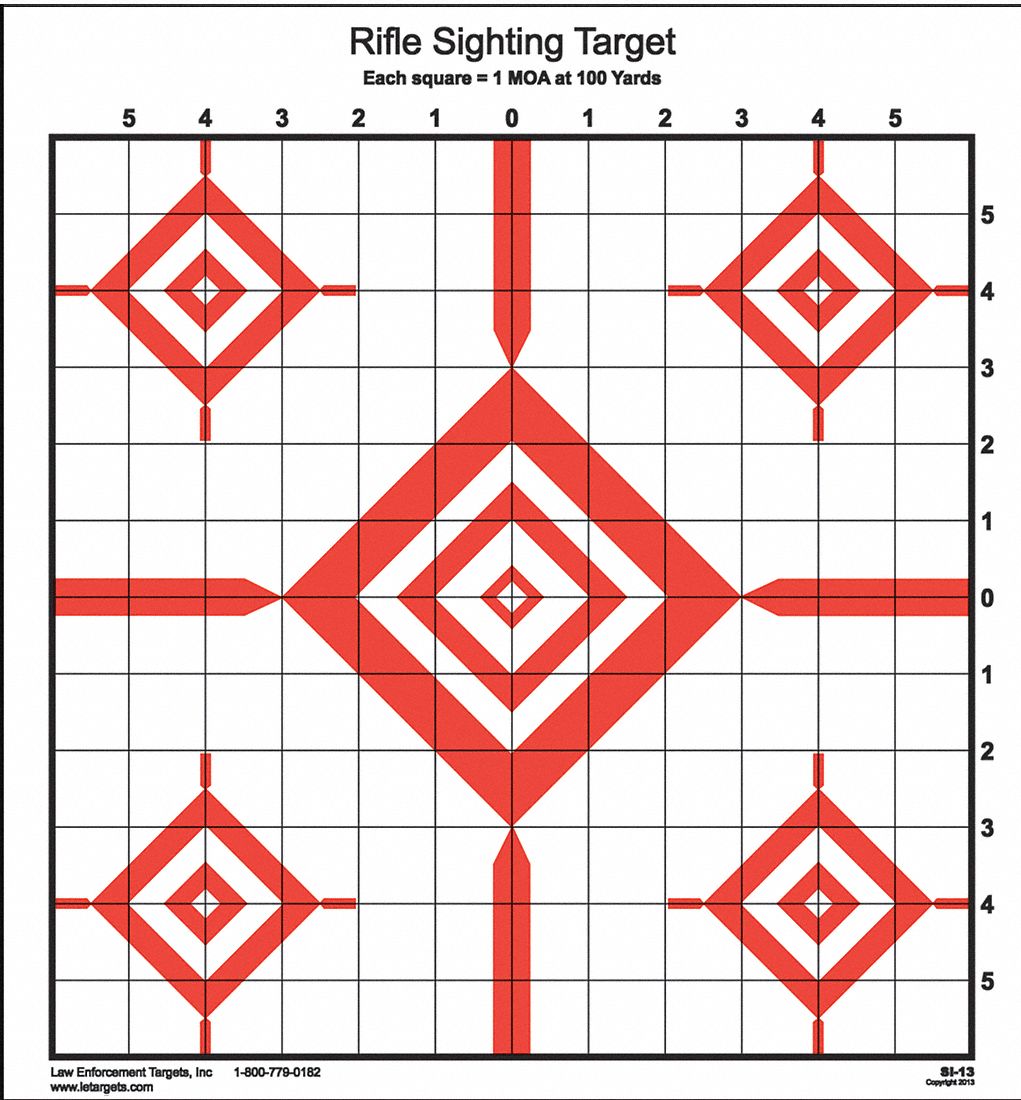 Rifle Sighting Target
Each square = 1 MOA at 100 Yards
5 4 3 2 1 0 1 2 3 4 5
5
4
3
2
1
0
1
2
3
4
5
Law Enforcement Targets, Inc 1-800-779-0182
www.letargets.com
SI-13
Copyright 2013